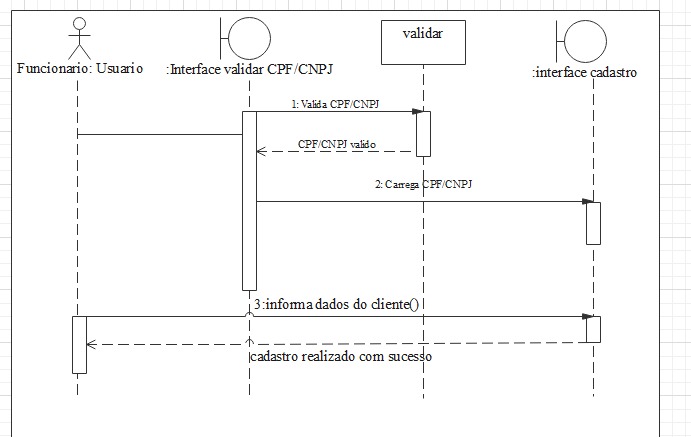 validar
Funcionario: Usuario
:Interface validar CPF/CNPJ
:interface cadastro
1: Valida CPF/CNPJ
CPF/CNPJ valido
2: Carrega CPF/CNPJ
3:informa dados do cliente()
cadastro realizado com sucesso